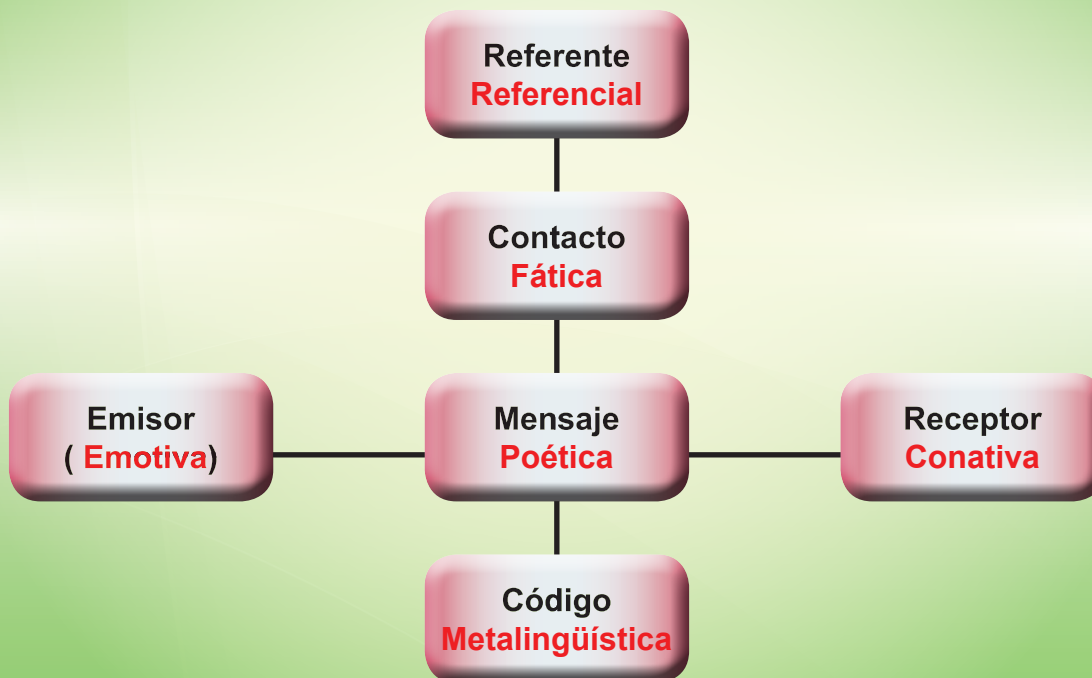 Referente
Referencial
Contacto
Fática
Emisor
( Emotiva)
Mensaje
Poética
Receptor
Conativa
Código
Metalingüística